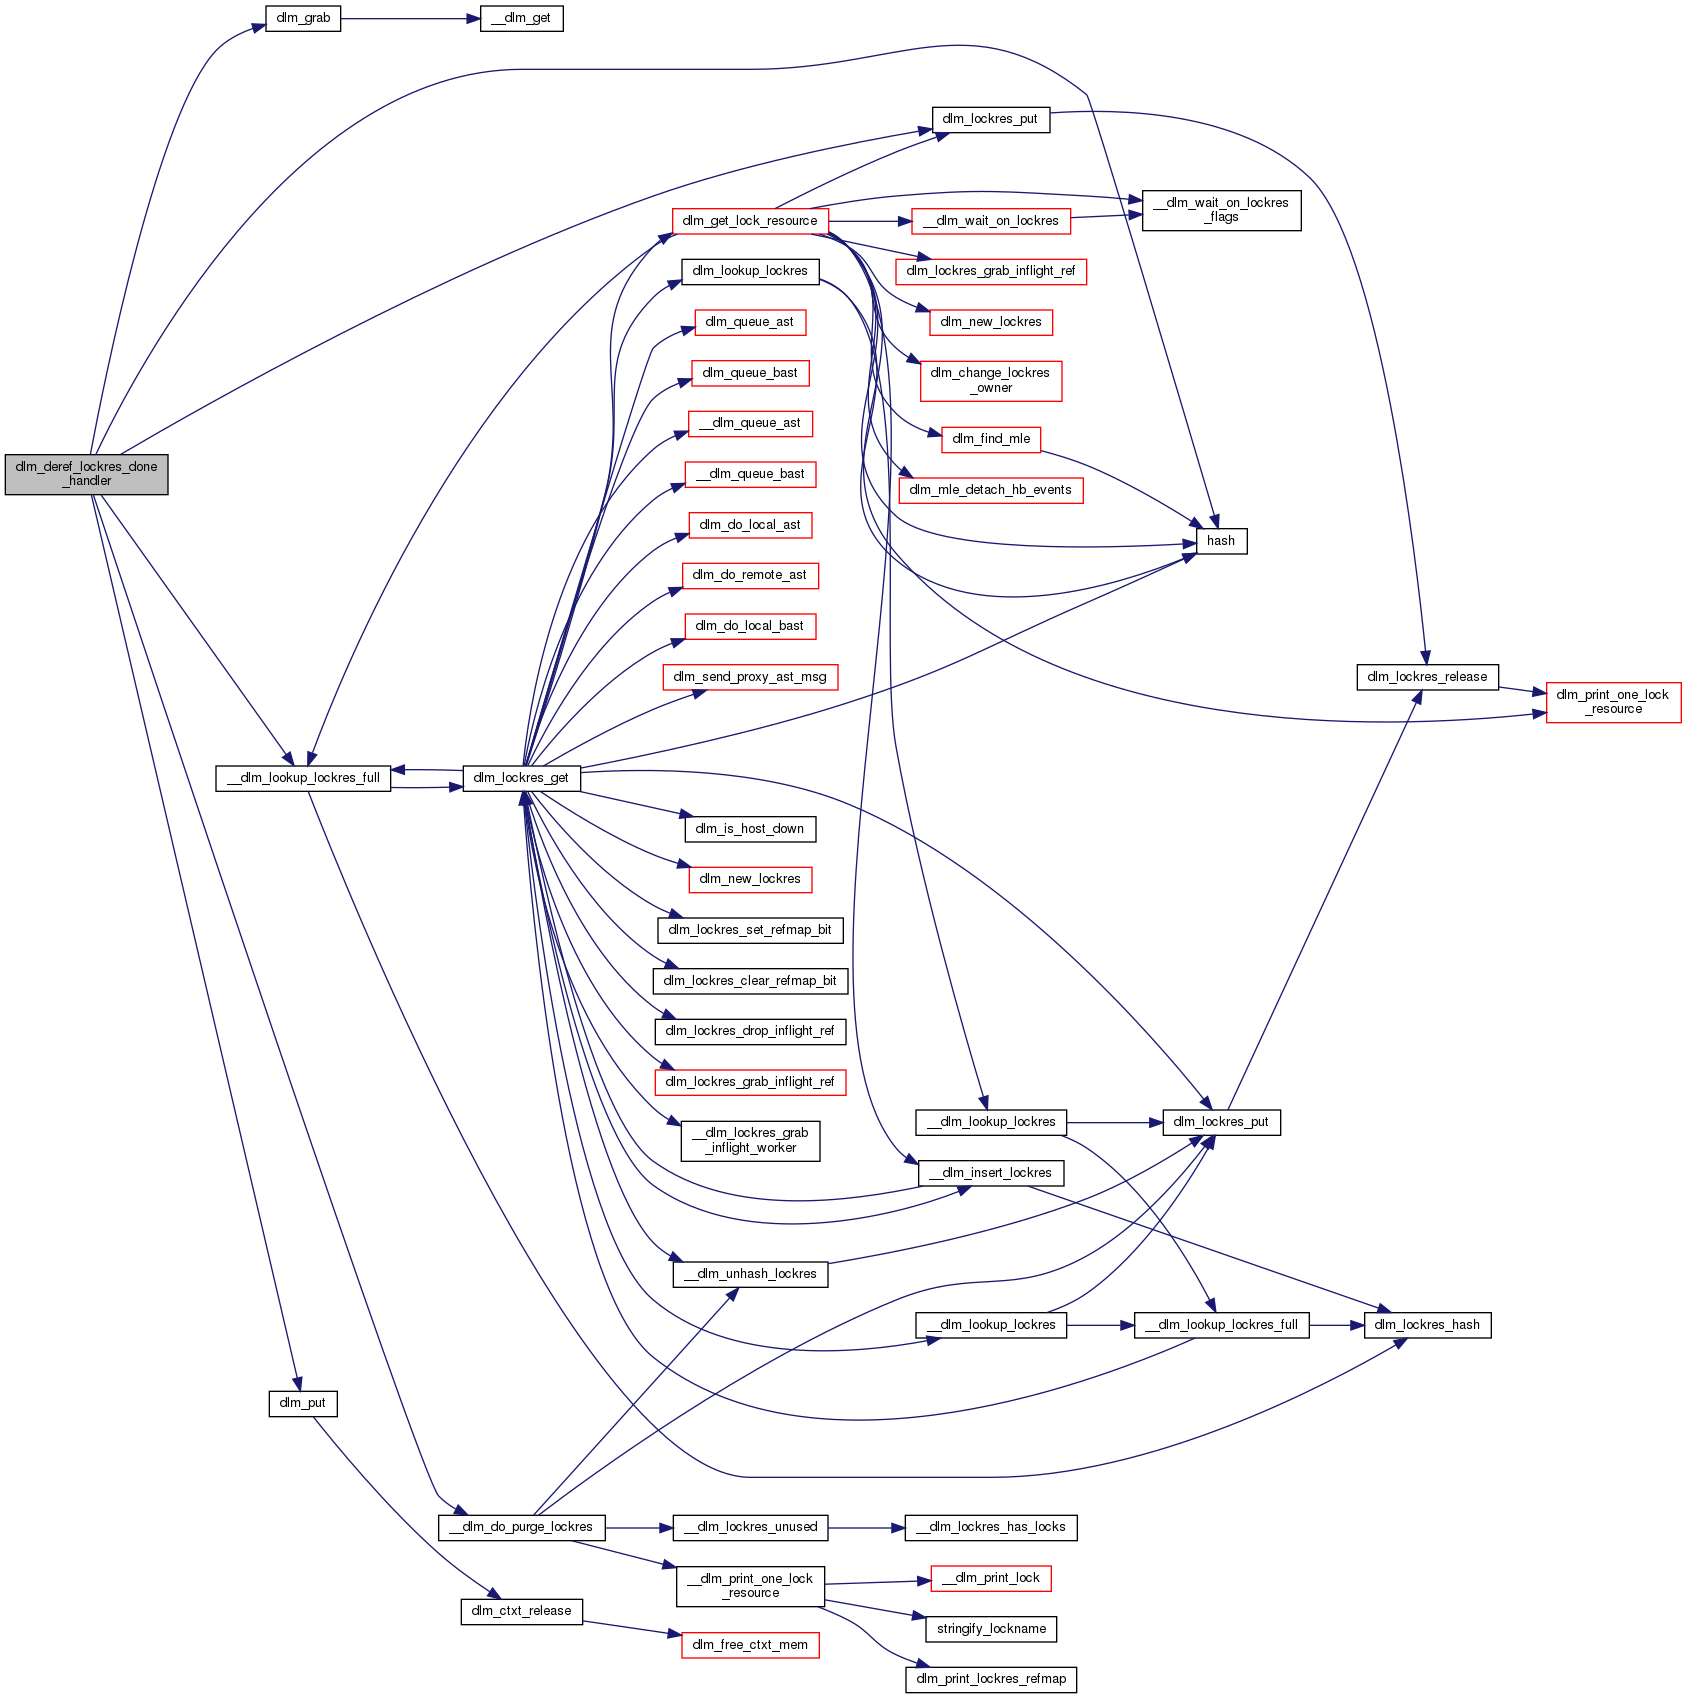 dlm_grab
__dlm_get
dlm_lockres_put
__dlm_wait_on_lockres
_flags
dlm_get_lock_resource
__dlm_wait_on_lockres
dlm_lookup_lockres
dlm_lockres_grab_inflight_ref
dlm_queue_ast
dlm_new_lockres
dlm_queue_bast
dlm_change_lockres
_owner
__dlm_queue_ast
dlm_find_mle
dlm_deref_lockres_done
_handler
__dlm_queue_bast
dlm_mle_detach_hb_events
dlm_do_local_ast
hash
dlm_do_remote_ast
dlm_do_local_bast
dlm_send_proxy_ast_msg
dlm_lockres_release
dlm_print_one_lock
_resource
__dlm_lookup_lockres_full
dlm_lockres_get
dlm_is_host_down
dlm_new_lockres
dlm_lockres_set_refmap_bit
dlm_lockres_clear_refmap_bit
dlm_lockres_drop_inflight_ref
dlm_lockres_grab_inflight_ref
__dlm_lookup_lockres
dlm_lockres_put
__dlm_lockres_grab
_inflight_worker
__dlm_insert_lockres
__dlm_unhash_lockres
__dlm_lookup_lockres
__dlm_lookup_lockres_full
dlm_lockres_hash
dlm_put
__dlm_do_purge_lockres
__dlm_lockres_unused
__dlm_lockres_has_locks
__dlm_print_one_lock
_resource
__dlm_print_lock
dlm_ctxt_release
stringify_lockname
dlm_free_ctxt_mem
dlm_print_lockres_refmap